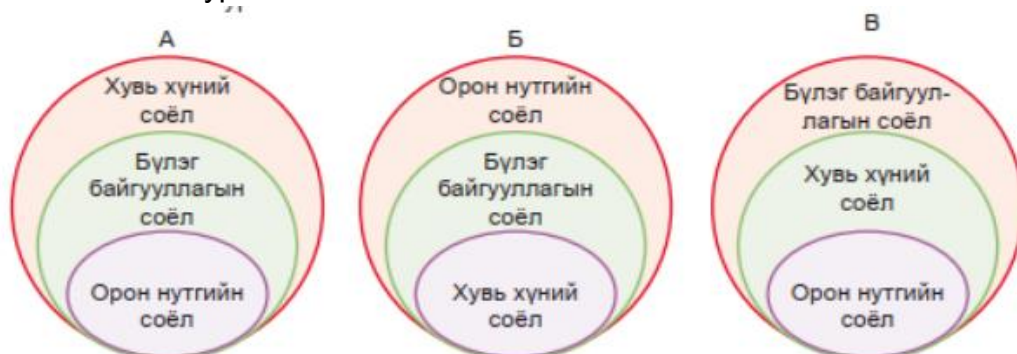 А
Хувь хүний
соёл
Бүлэг
байгууллагын
соёл
Орон нутгийн
соёл
Б
Орон нутгийн
соёл
Бүлэг
байгууллагын
соёл
Хувь хүний
соёл
В
Бүлэг байгуул-
лагын соёл
Хувь хүний
соёл
Орон нутгийн
соёл